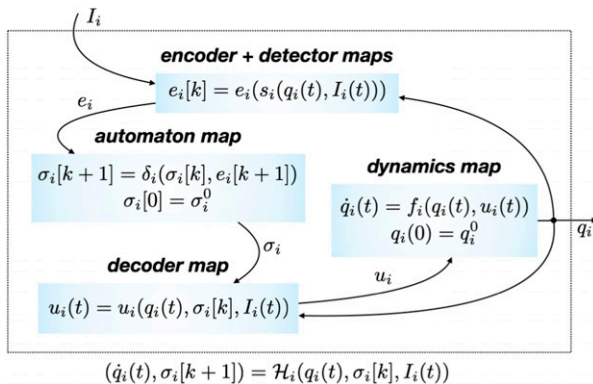 I_i
encoder + detector maps
e_i[k] = e_i(s_i(q_i(t), I_i(t)))
e_i
automaton map
σ_i[k + 1] = δ_i(σ_i[k], e_i[k + 1])
σ_i[0] = σ_i^0
dynamics map
q̇_i(t) = f_i(q_i(t), u_i(t))
q_i(0) = q_i^0
q_i
σ_i
decoder map
u_i(t) = u_i(q_i(t), σ_i[k], I_i(t))
u_i
(q̇_i(t), σ_i[k + 1]) = ℋ_i(q_i(t), σ_i[k], I_i(t))